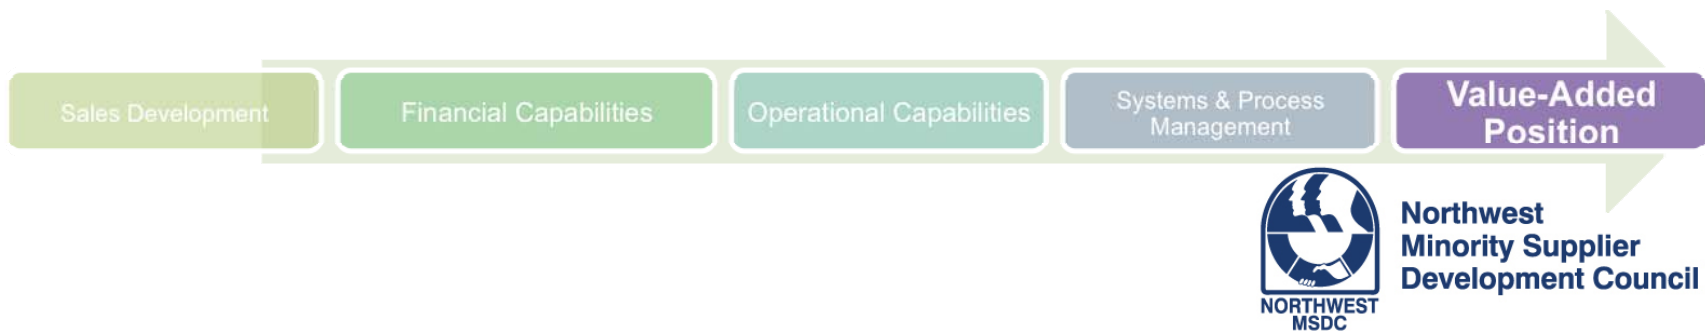 Sales Development
Financial Capabilities
Operational Capabilities
Systems & Process
Management
Value-Added
Position
Northwest
Minority Supplier
Development Council
NORTHWEST
MSDC